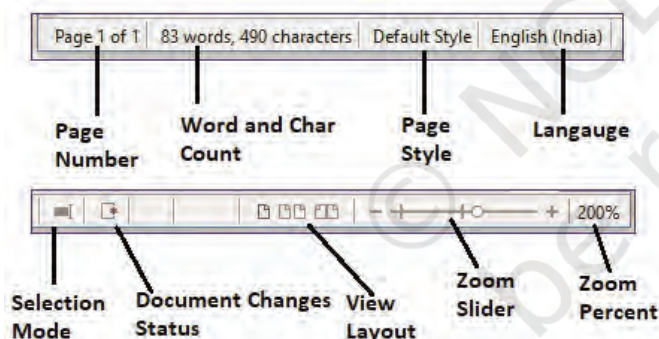 Page 1 of 1 83 words, 490 characters Default Style English (India)
Page Number
Word and Char Count
Page Style
Langauge
200%
Selection Mode
Document Changes Status
View Layout
Zoom Slider
Zoom Percent
©